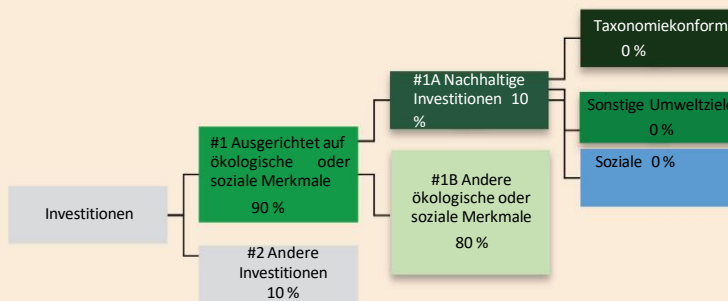 Taxonomiekonform
0 %
#1A Nachhaltige
Investitionen 10
%
Sonstige Umweltziele
0 %
#1 Ausgerichtet auf
ökologische oder
soziale Merkmale
90 %
Soziale 0 %
#1B Andere
ökologische oder
soziale Merkmale
80 %
Investitionen
#2 Andere
Investitionen
10 %